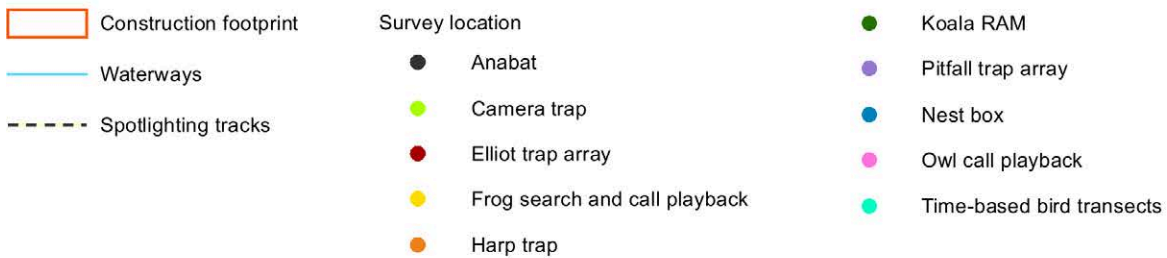 Construction footprint
Waterways
Spotlighting tracks
Survey location
Anabat
Camera trap
Elliot trap array
Frog search and call playback
Harp trap
Koala RAM
Pitfall trap array
Nest box
Owl call playback
Time-based bird transects